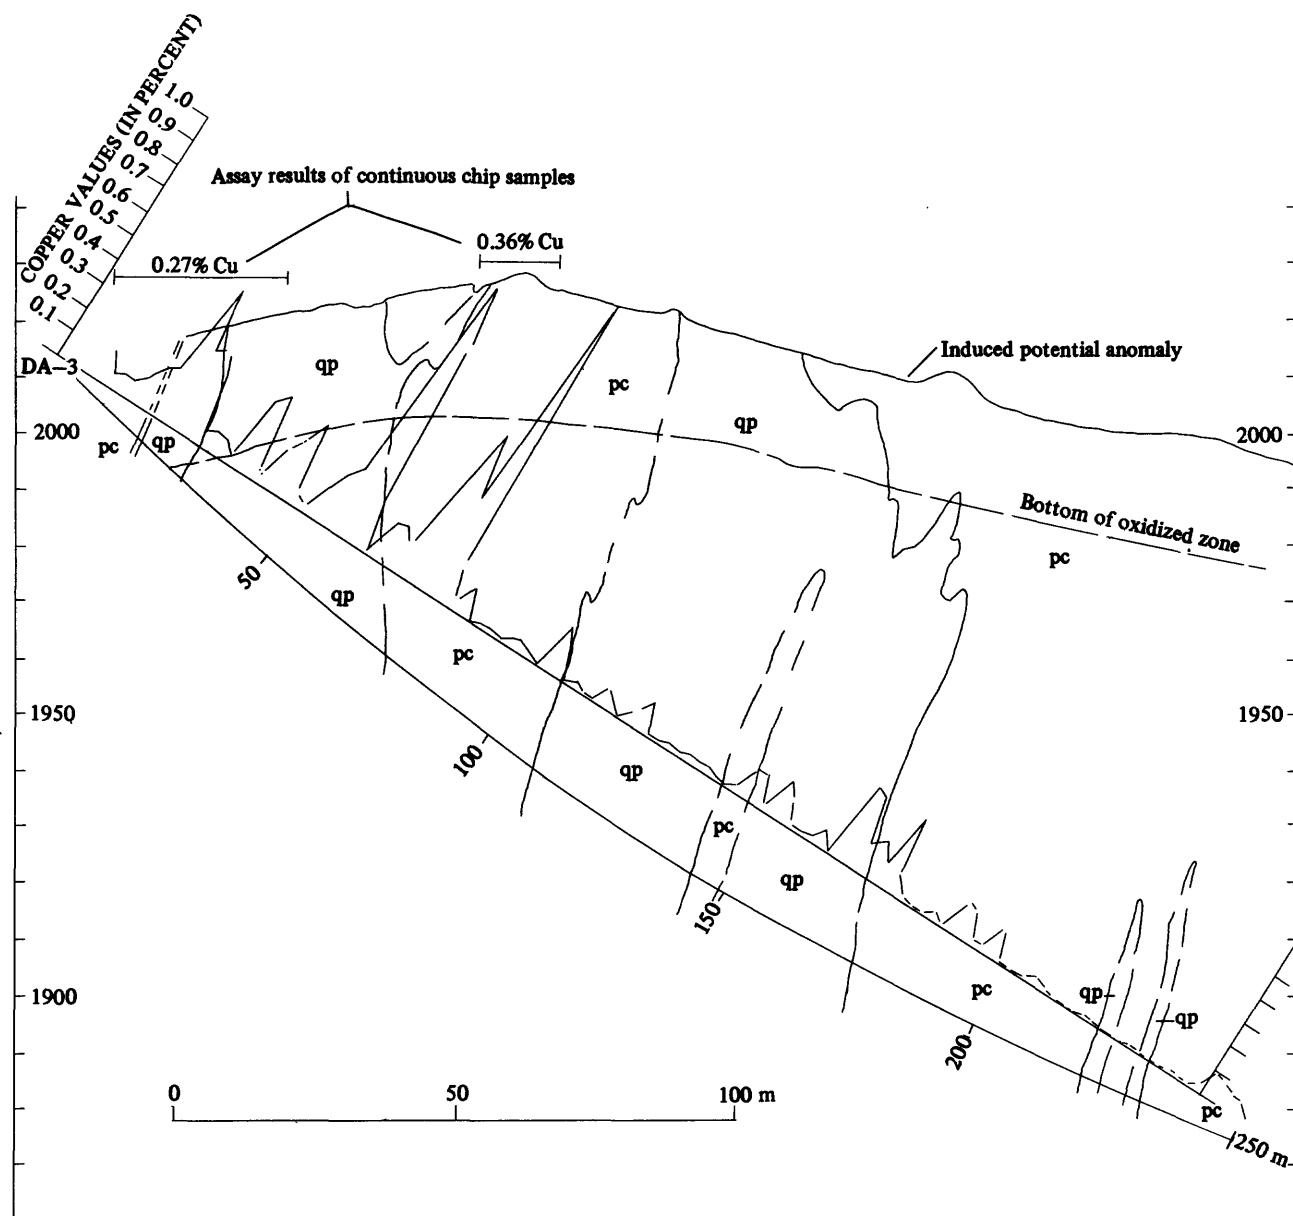 COPPER VALUES (IN PERCENT)
1.0
0.9
0.8
0.7
0.6
0.5
0.4
0.3
0.2
0.1
Assay results of continuous chip samples
0.27% Cu
0.36% Cu
Induced potential anomaly
DA–3
qp
pc
qp
2000
pc
qp
2000
Bottom of oxidized zone
pc
50
qp
pc
1950
1950
100
qp
pc
qp
150
1900
pc
qp
qp
200
0
50
100 m
pc
250 m